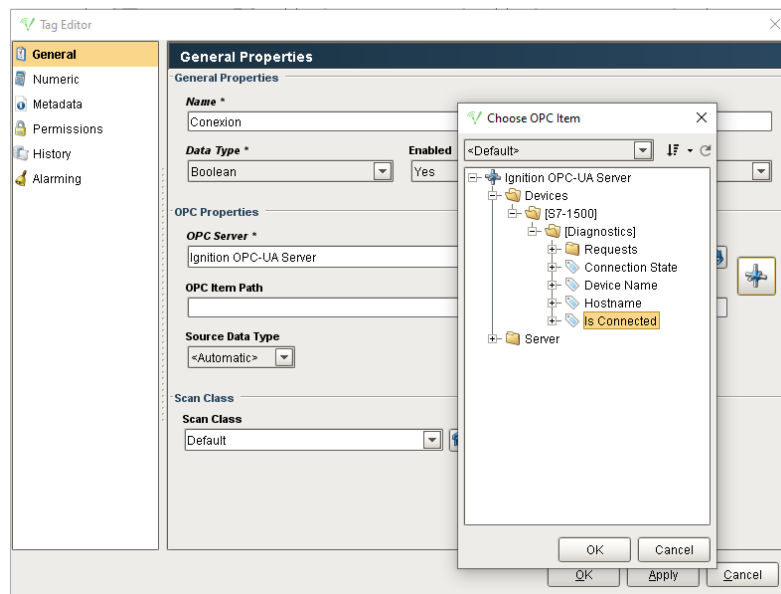 Tag Editor
General
Numeric
Metadata
Permissions
History
Alarming
General Properties
General Properties
Name *
Conexion
Data Type *
Enabled
Boolean
Yes
OPC Properties
OPC Server *
Ignition OPC-UA Server
OPC Item Path
Source Data Type
<Automatic>
Scan Class
Scan Class
Default
OK
Apply
Cancel
Choose OPC Item
<Default>
Ignition OPC-UA Server
Devices
[S7-1500]
[Diagnostics]
Requests
Connection State
Device Name
Hostname
Is Connected
Server
OK
Cancel